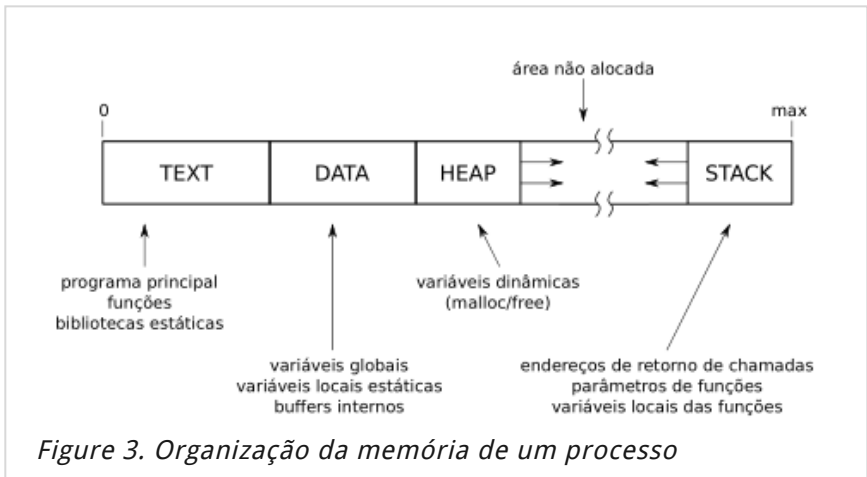 área não alocada
0
max
TEXT
DATA
HEAP
STACK
programa principal
funções
bibliotecas estáticas
variáveis dinâmicas
(malloc/free)
variáveis globais
variáveis locais estáticas
buffers internos
endereços de retorno de chamadas
parâmetros de funções
variáveis locais das funções
Figure 3. Organização da memória de um processo